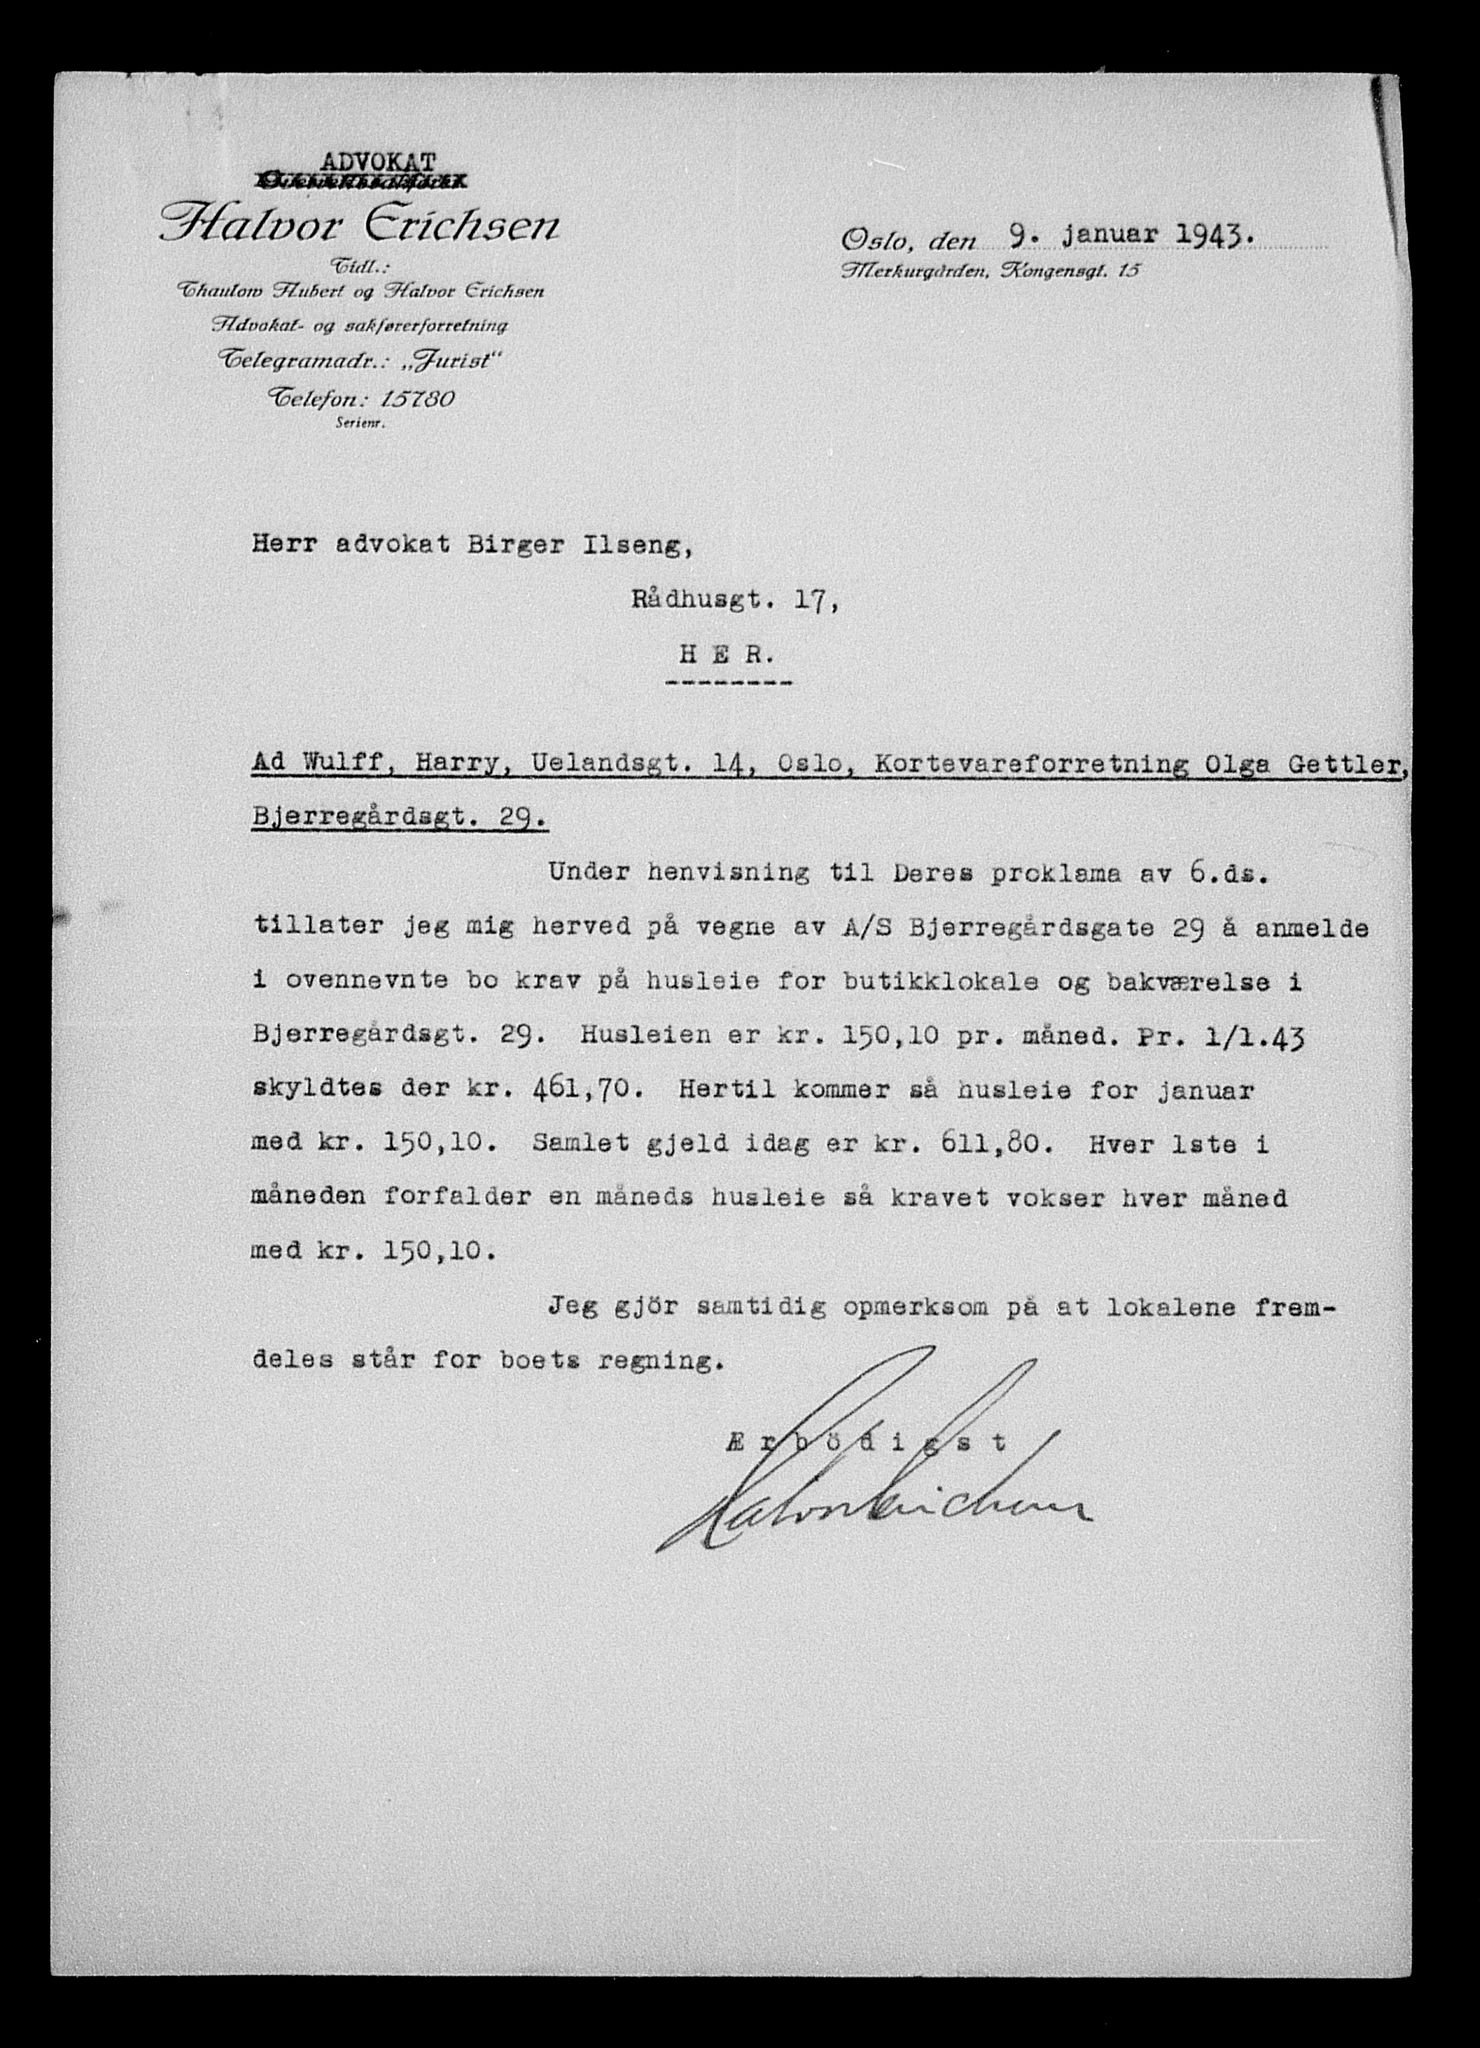 ADVOKAT
Halvor Erichsen
Tidl.:
Thaulow Hubert og Halvor Erichsen
Advokat- og sakførerforretning
Telegramadr.: „Jurist“
Telefon: 15780
Serienr.
Oslo, den 9. januar 1943.
Merkurgården, Kongensgt. 15
Herr advokat Birger Ilseng,
Rådhusgt. 17,
H E R.
--------
Ad Wulff, Harry, Uelandsgt. 14, Oslo, Kortevareforretning Olga Gettler,
Bjerregårdsgt. 29.
Under henvisning til Deres proklama av 6.ds.
tillater jeg mig herved på vegne av A/S Bjerregårdsgate 29 å anmelde
i ovennevnte bo krav på husleie for butikklokale og bakværelse i
Bjerregårdsgt. 29. Husleien er kr. 150,10 pr. måned. Pr. 1/1.43
skyldtes der kr. 461,70. Hertil kommer så husleie for januar
med kr. 150,10. Samlet gjeld idag er kr. 611,80. Hver 1ste i
måneden forfalder en måneds husleie så kravet vokser hver måned
med kr. 150,10.
Jeg gjör samtidig opmerksom på at lokalene frem-
deles står for boets regning.
Æ r b ö d i g s t
Halvor Erichsen